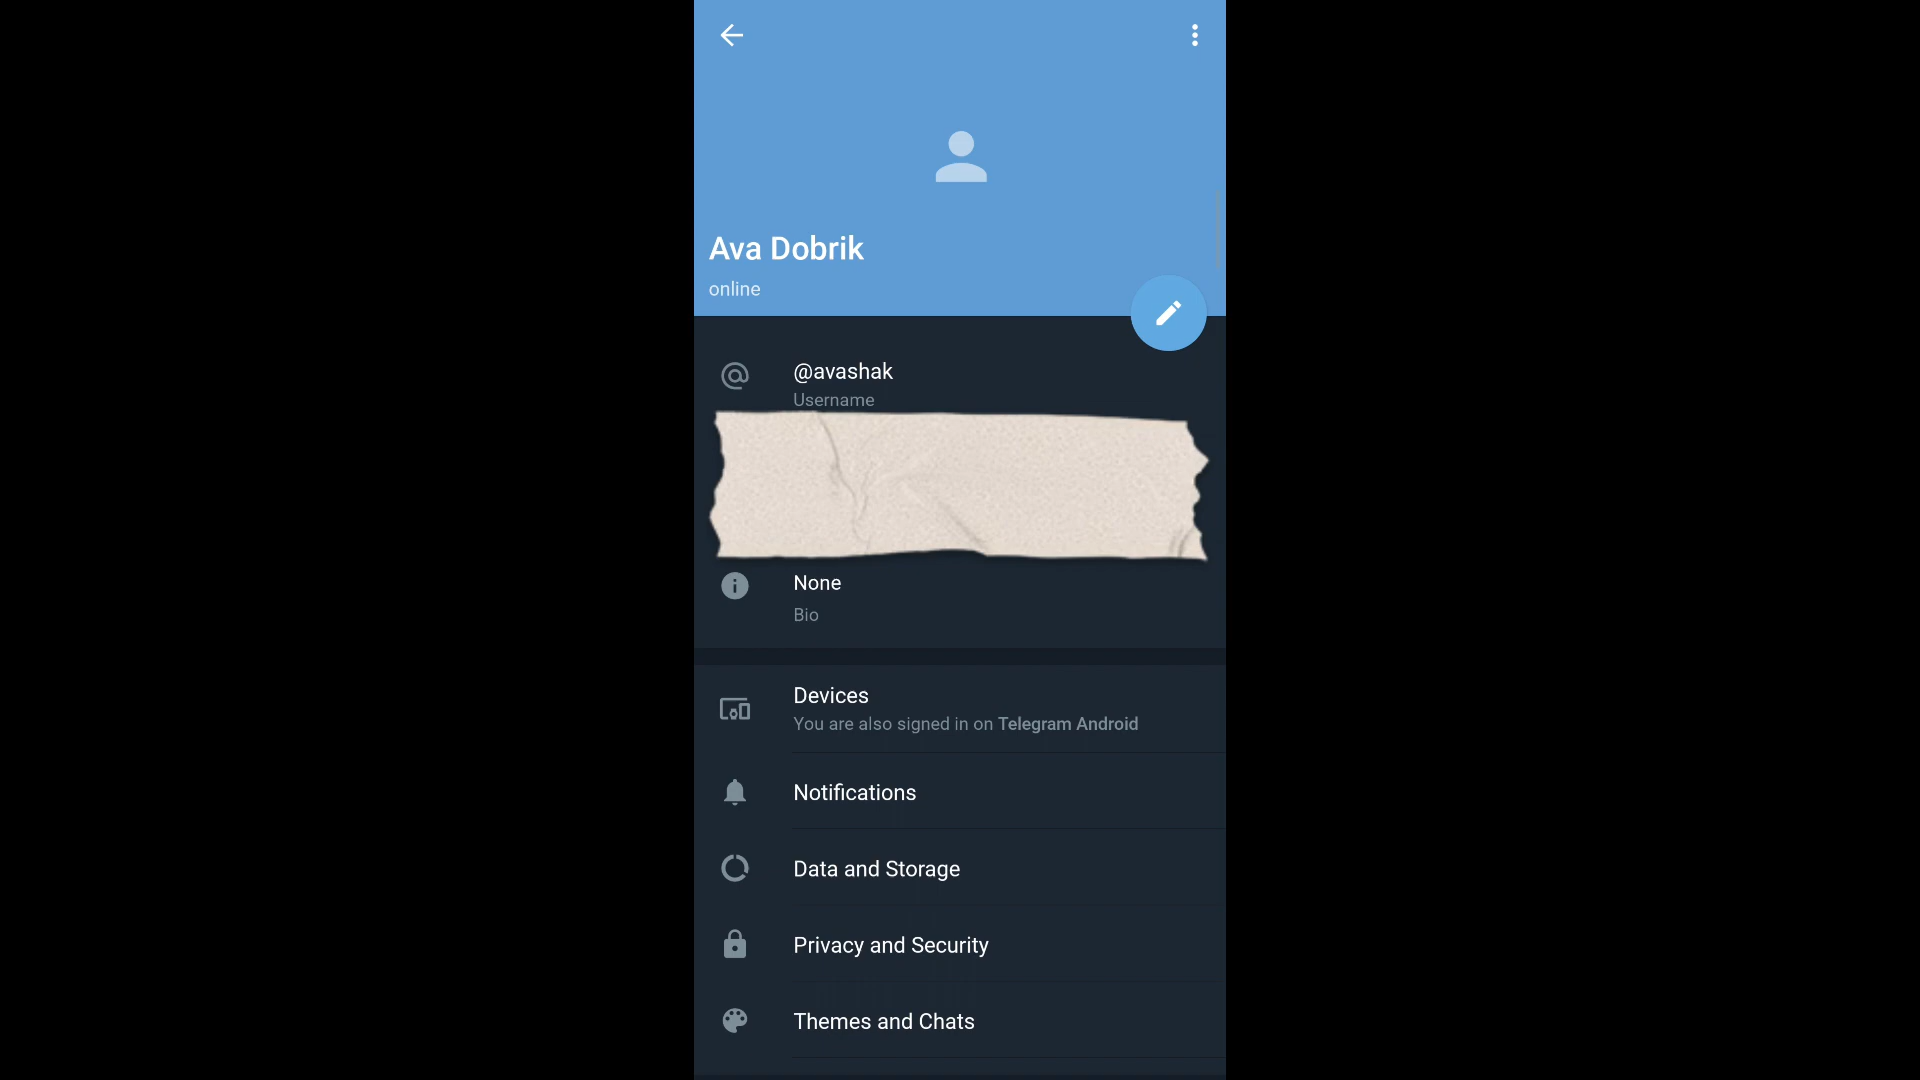 Ava Dobrik
online
@avashak
Username
None
Bio
Devices
You are also signed in on Telegram Android
Notifications
Data and Storage
Privacy and Security
Themes and Chats